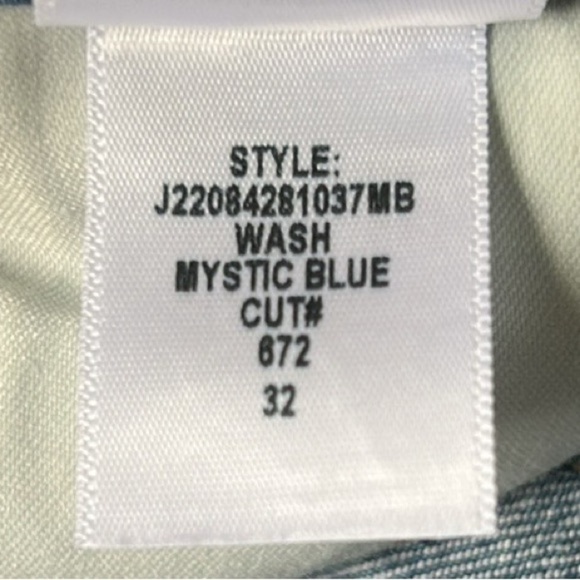 STYLE:
J22084281037MB
WASH
MYSTIC BLUE
CUT#
672
32